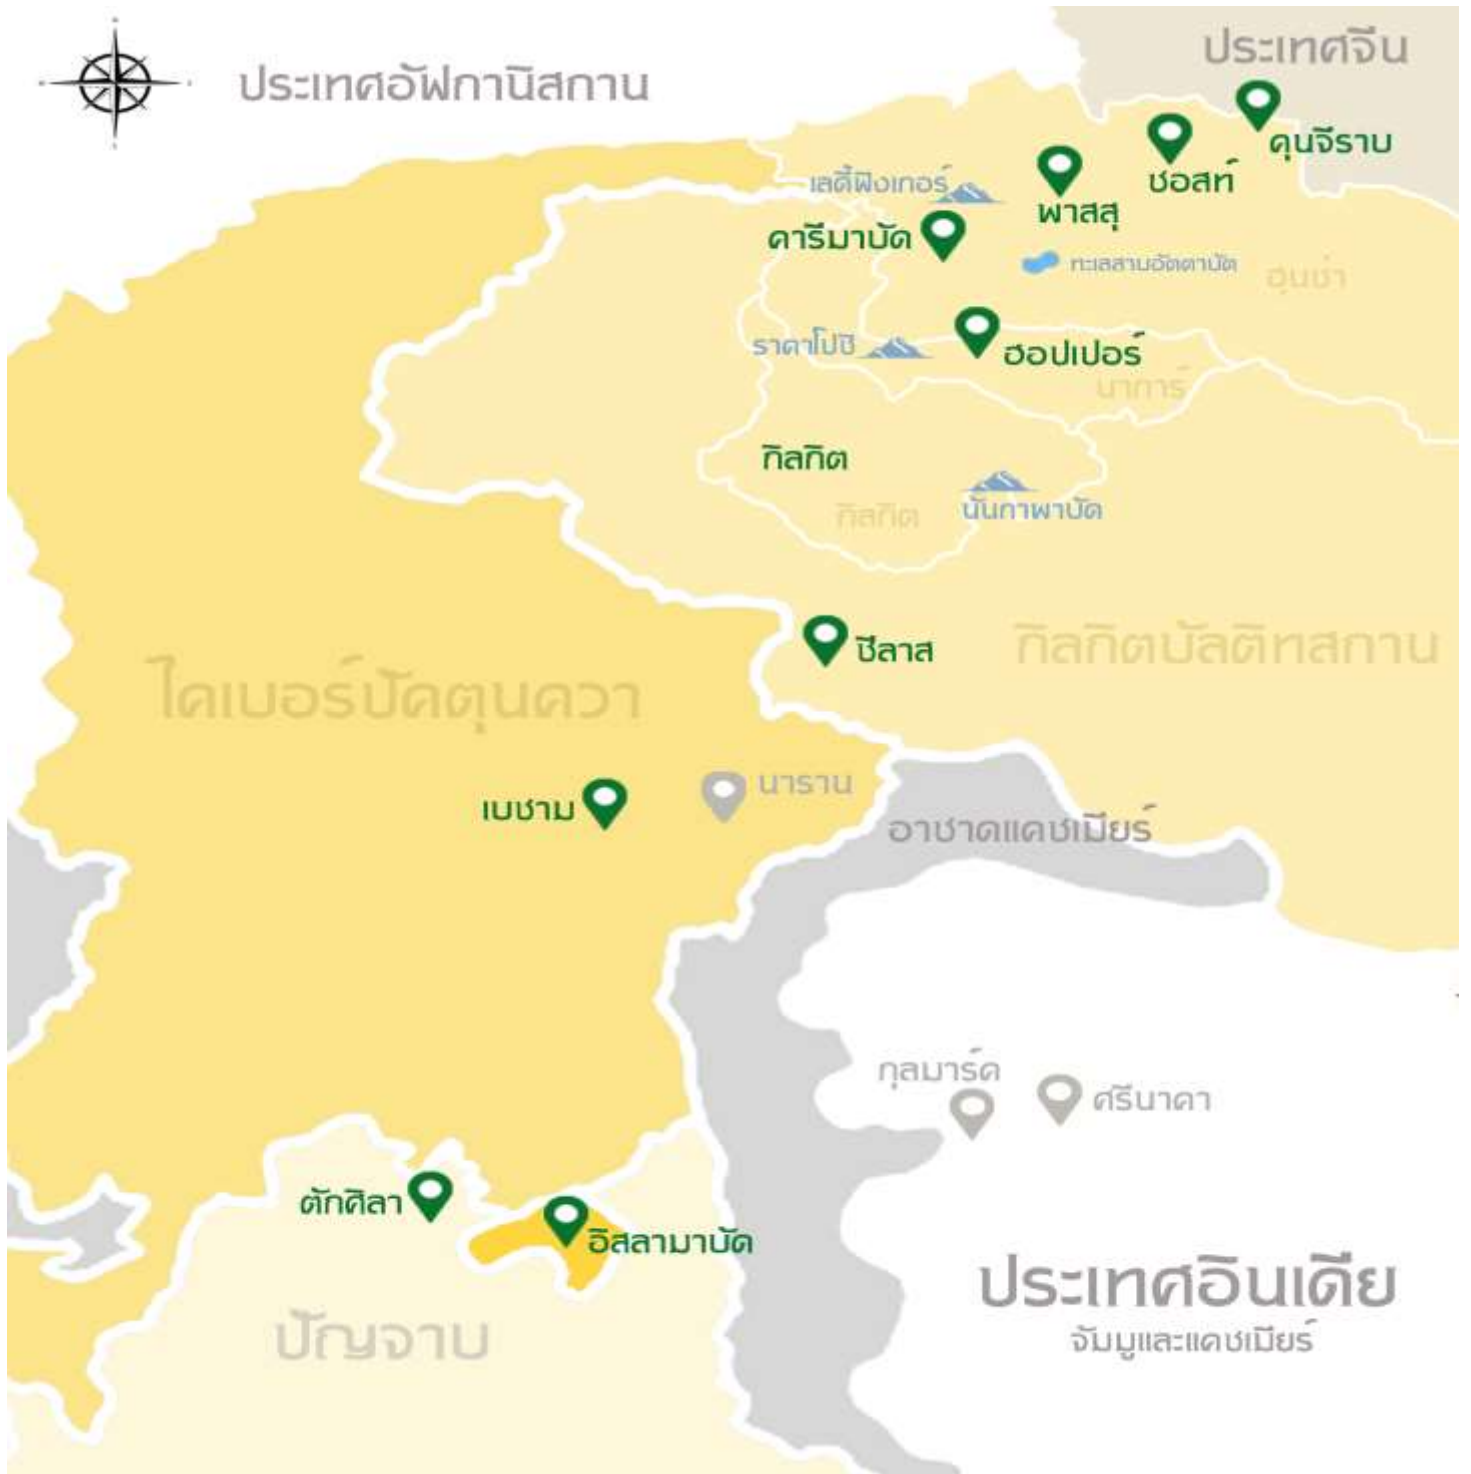 ประเทศจีน
ประเทศอัฟกานิสถาน
คุนจีราบ
ซอสท์
เลดี้ฟิงเกอร์
พาสสุ
คารีมาบัด
ทะเลสาบอัตตาบัด
ฮุนซ่า
ราคาโปชิ
ฮอปเปอร์
นาการ์
กิลกิต
นันกาพาบัต
กิลกิต
ชีลาส
กิลกิตบัลติทสถาน
ไคเบอร์ปัคตุนควา
นาราน
เบชาม
อาซาดแคชเมียร์
กุลมาร์ค
ศรีนาคา
ตักศิลา
อิสลามาบัด
ประเทศอินเดีย
จัมมูและแคชเมียร์
ปัญจาบ